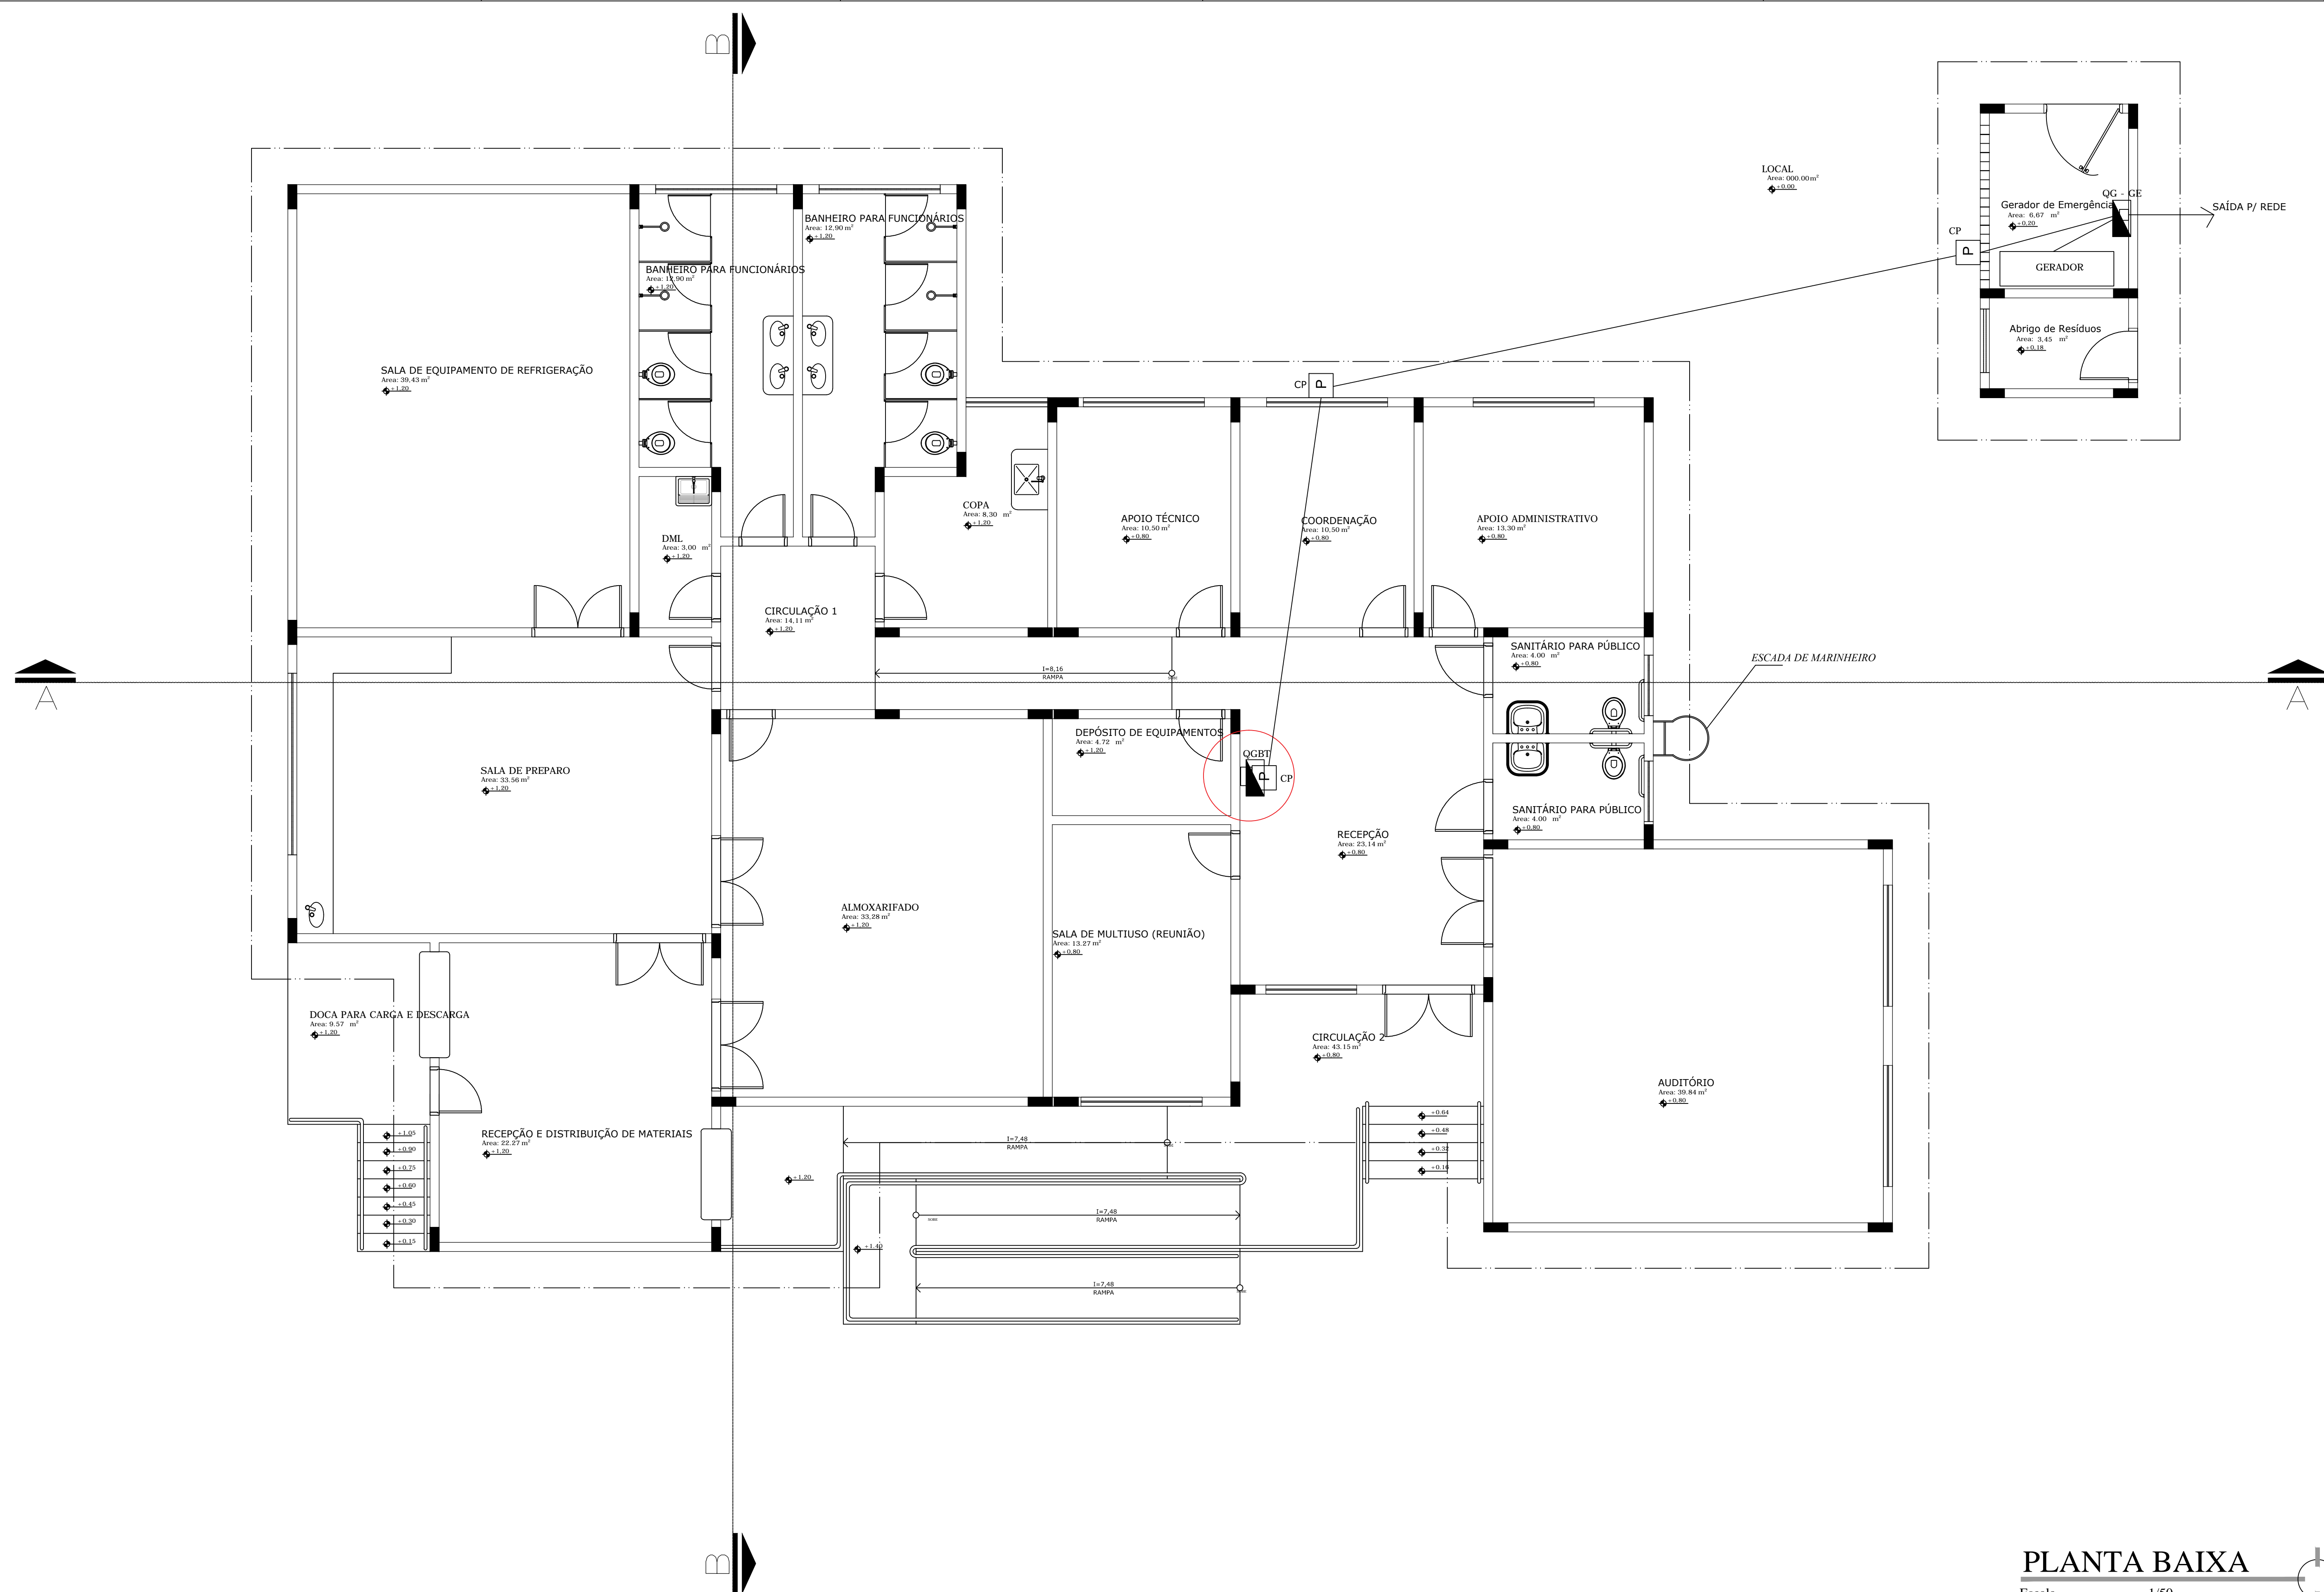 B
LOCAL
Area: 000.00 m²
+0.00
QG - GE
Gerador de Emergência
Area: 6,67 m²
+0,20
SAÍDA P/ REDE
CP
P
GERADOR
Abrigo de Resíduos
Area: 3,45 m²
+0,18
BANHEIRO PARA FUNCIONÁRIOS
Area: 12,90 m²
+1,20
BANHEIRO PARA FUNCIONÁRIOS
Area: 12,90 m²
+1,20
SALA DE EQUIPAMENTO DE REFRIGERAÇÃO
Area: 39,43 m²
+1,20
CP
P
COPA
Area: 8,30 m²
+1,20
APOIO TÉCNICO
Area: 10,50 m²
+0,80
COORDENAÇÃO
Area: 10,50 m²
+0,80
APOIO ADMINISTRATIVO
Area: 13,30 m²
+0,80
DML
Area: 3,00 m²
+1,20
CIRCULAÇÃO 1
Area: 14,11 m²
+1,20
I=8,16
RAMPA
SANITÁRIO PARA PÚBLICO
Area: 4.00 m²
+0,80
ESCADA DE MARINHEIRO
A
A
DEPÓSITO DE EQUIPAMENTOS
Area: 4.72 m²
+1,20
QGBT
P
CP
SALA DE PREPARO
Area: 33.56 m²
+1,20
SANITÁRIO PARA PÚBLICO
Area: 4.00 m²
+0,80
RECEPÇÃO
Area: 23,14 m²
+0,80
ALMOXARIFADO
Area: 33,28 m²
+1,20
SALA DE MULTIUSO (REUNIÃO)
Area: 13.27 m²
+0,80
DOCA PARA CARGA E DESCARGA
Area: 9.57 m²
+1,20
CIRCULAÇÃO 2
Area: 43.15 m²
+0,80
AUDITÓRIO
Area: 39.84 m²
+0,80
RECEPÇÃO E DISTRIBUIÇÃO DE MATERIAIS
Area: 22.27 m²
+1,20
+1.05
+0.90
+0.75
+0.60
+0.45
+0.30
+0.15
+0.64
+0.48
+0.32
+0.16
I=7,48
RAMPA
+1.20
I=7,48
RAMPA
+1.40
I=7,48
RAMPA
B
PLANTA BAIXA
Escala 1/50